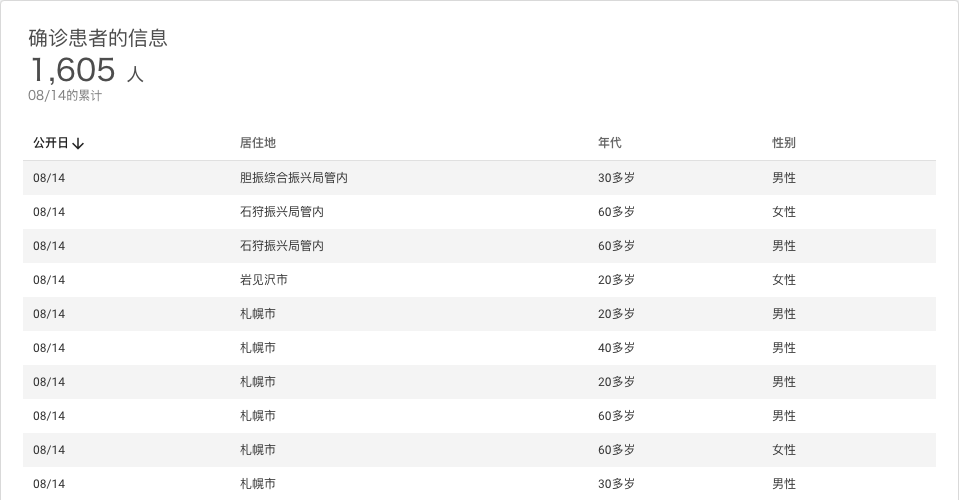 确诊患者的信息
1,605 人
08/14的累计
公开日↓ 居住地 年代 性别
08/14 胆振综合振兴局管内 30多岁 男性
08/14 石狩振兴局管内 60多岁 女性
08/14 石狩振兴局管内 60多岁 男性
08/14 岩见沢市 20多岁 女性
08/14 札幌市 20多岁 男性
08/14 札幌市 40多岁 男性
08/14 札幌市 20多岁 男性
08/14 札幌市 60多岁 男性
08/14 札幌市 60多岁 女性
08/14 札幌市 30多岁 男性